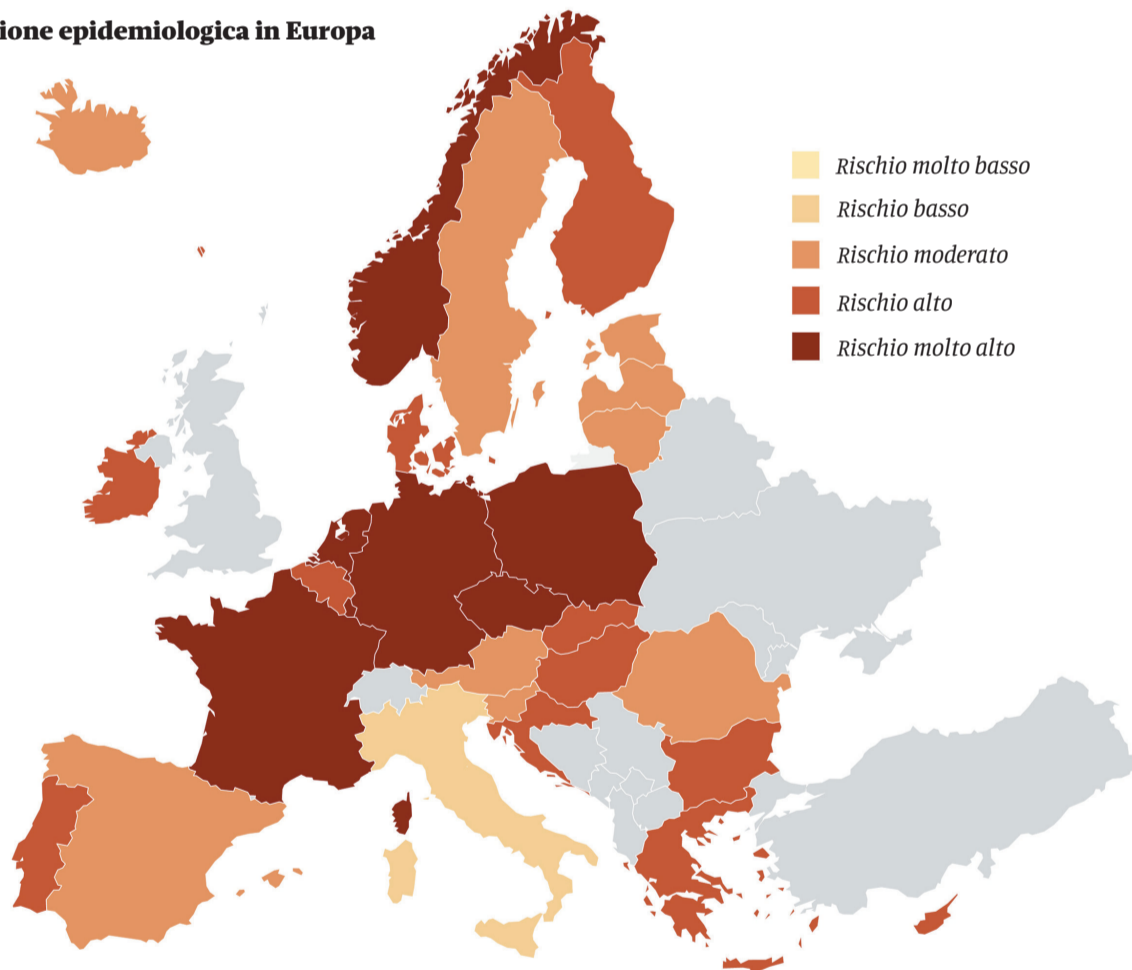 ione epidemiologica in Europa
Rischio molto basso
Rischio basso
Rischio moderato
Rischio alto
Rischio molto alto